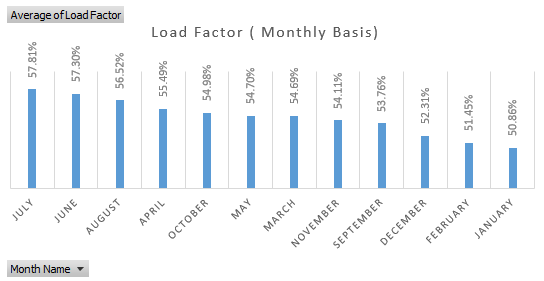 Average of Load Factor
Load Factor ( Monthly Basis)
57.81%
57.30%
56.52%
55.49%
54.98%
54.70%
54.69%
54.11%
53.76%
52.31%
51.45%
50.86%
JULY
JUNE
AUGUST
APRIL
OCTOBER
MAY
MARCH
NOVEMBER
SEPTEMBER
DECEMBER
FEBRUARY
JANUARY
Month Name